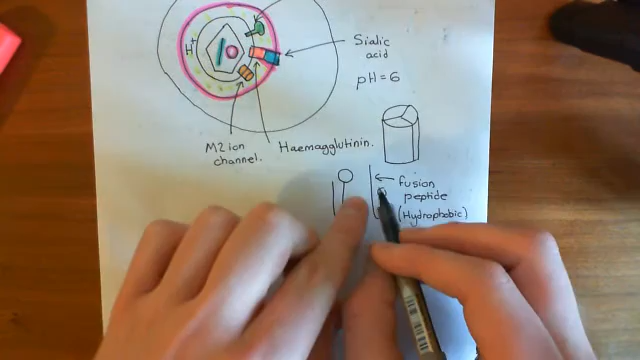 H+
Sialic
acid
pH=6
M2 ion
channel.
Haemagglutinin.
fusion
peptide
(Hydrophobic)